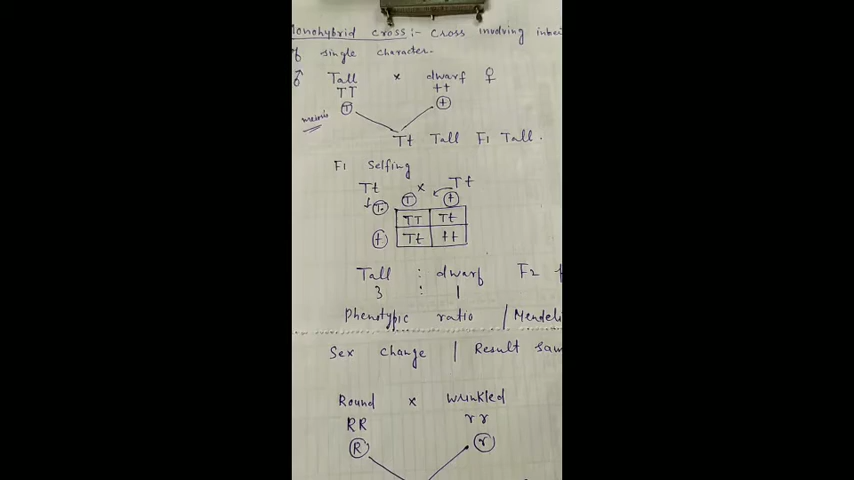 Monohybrid cross :- Cross involving inhei
of single character.
♂ Tall x dwarf ♀
TT tt
meiosis T t
Tt Tall F1 Tall.
F1 Selfing
Tt x Tt
T T t
TT Tt
t Tt tt
Tall : dwarf F2
3 : 1
Phenotypic ratio / Mendeli
Sex change / Result sam
Round x wrinkled
RR rr
R r